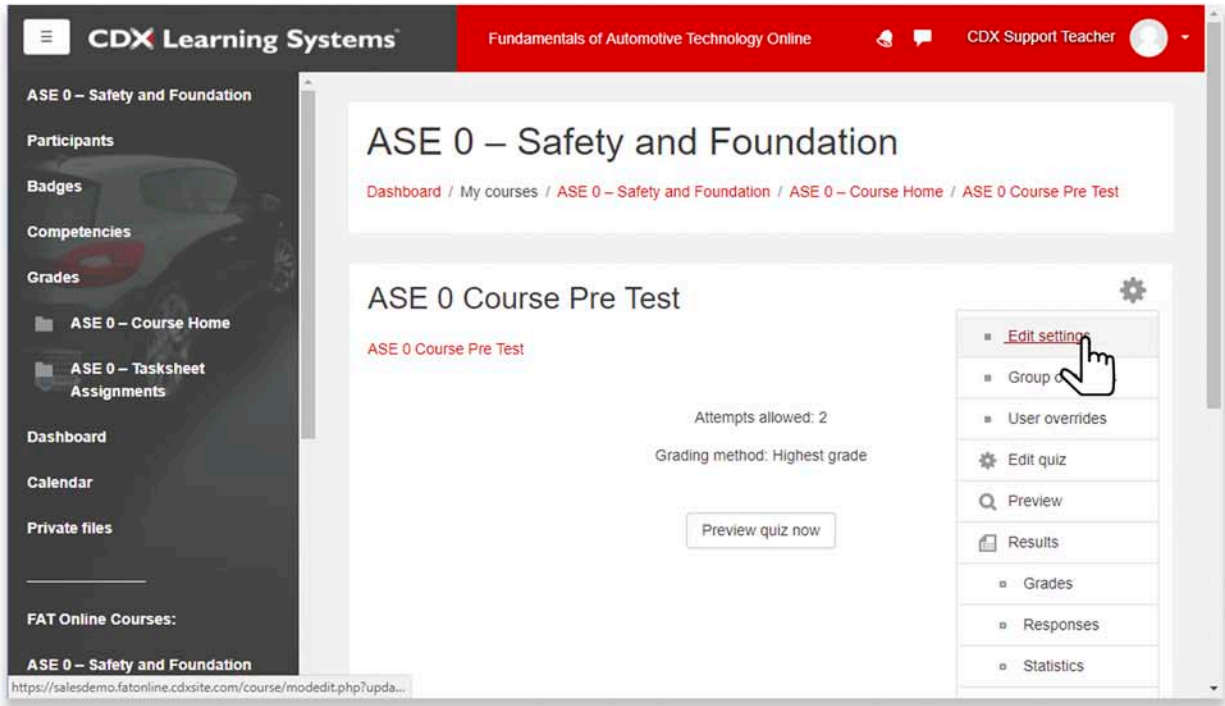 CDX Learning Systems
Fundamentals of Automotive Technology Online
CDX Support Teacher
ASE 0 – Safety and Foundation
Participants
Badges
Competencies
Grades
ASE 0 – Course Home
ASE 0 – Tasksheet
Assignments
Dashboard
Calendar
Private files
FAT Online Courses:
ASE 0 – Safety and Foundation
https://salesdemo.fatonline.cdxsite.com/course/modedit.php?upda...
ASE 0 – Safety and Foundation
Dashboard / My courses / ASE 0 – Safety and Foundation / ASE 0 – Course Home / ASE 0 Course Pre Test
ASE 0 Course Pre Test
ASE 0 Course Pre Test
Attempts allowed: 2
Grading method: Highest grade
Preview quiz now
Edit settings
Group
User overrides
Edit quiz
Preview
Results
Grades
Responses
Statistics